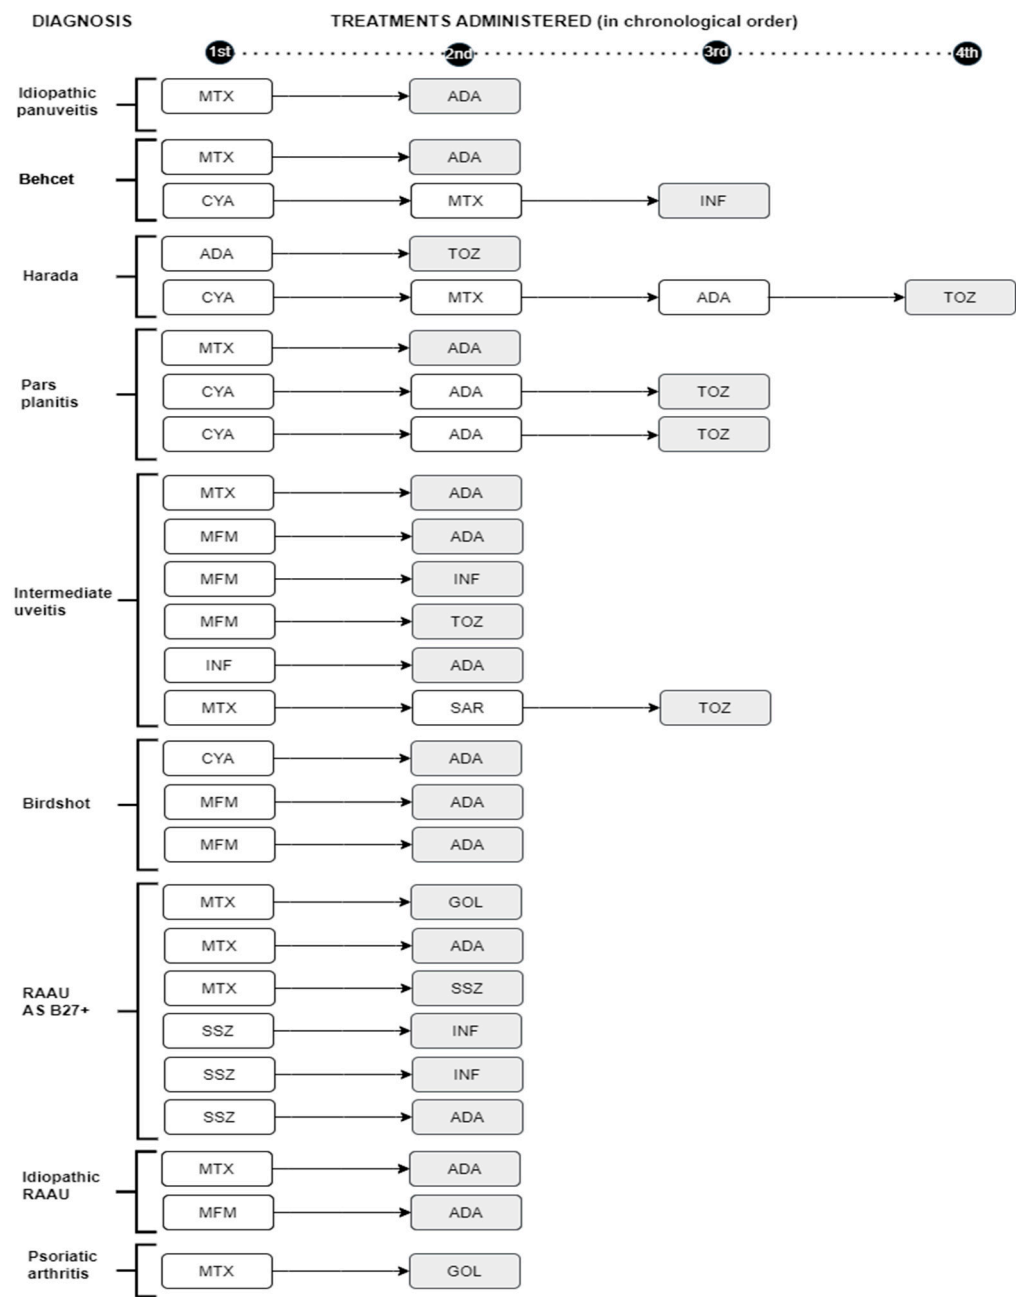 DIAGNOSIS TREATMENTS ADMINISTERED (in chronological order)
1st 2nd 3rd 4th
Idiopathic
panuveitis
MTX ADA
Behcet
MTX ADA
CYA MTX INF
Harada
ADA TOZ
CYA MTX ADA TOZ
Pars
planitis
MTX ADA
CYA ADA TOZ
CYA ADA TOZ
Intermediate
uveitis
MTX ADA
MFM ADA
MFM INF
MFM TOZ
INF ADA
MTX SAR TOZ
Birdshot
CYA ADA
MFM ADA
MFM ADA
RAAU
AS B27+
MTX GOL
MTX ADA
MTX SSZ
SSZ INF
SSZ INF
SSZ ADA
Idiopathic
RAAU
MTX ADA
MFM ADA
Psoriatic
arthritis
MTX GOL